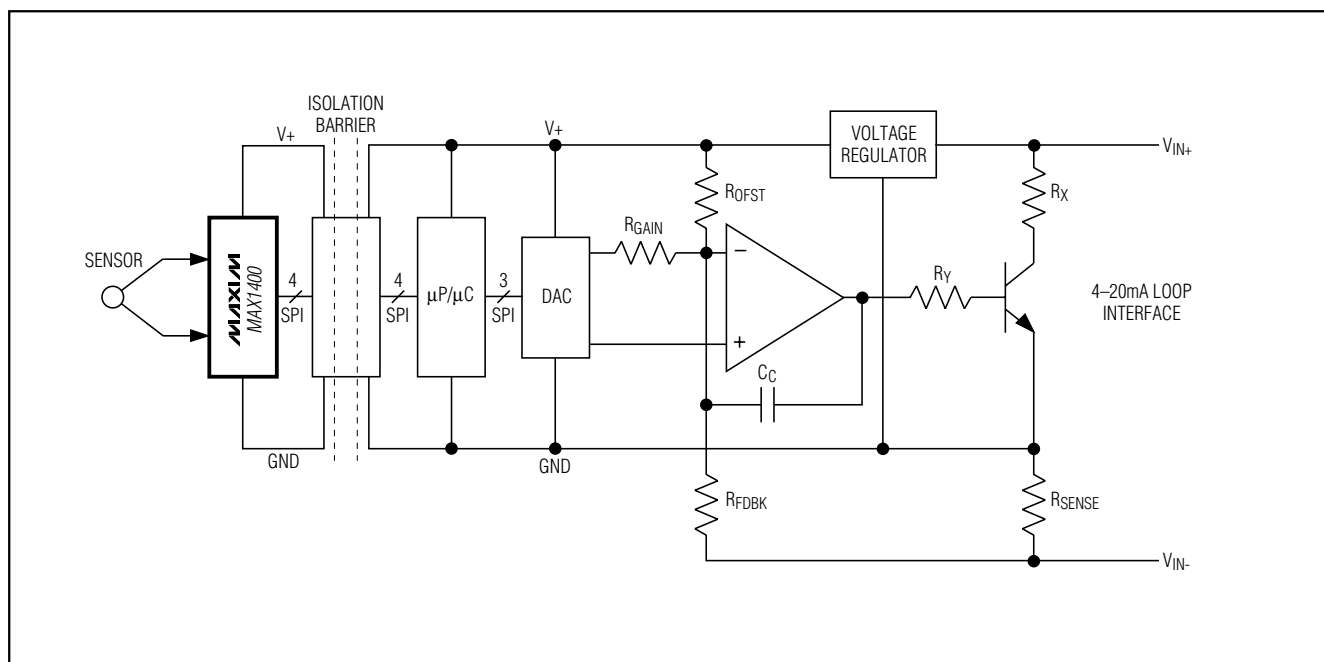 ISOLATION
BARRIER
V+
V+
VOLTAGE
REGULATOR
VIN+
ROFST
RX
RGAIN
SENSOR
MAXIM
MAX1400
4
SPI
4
SPI
µP/µC
3
SPI
DAC
−
+
RY
4–20mA LOOP
INTERFACE
CC
GND
GND
RFDBK
RSENSE
VIN-